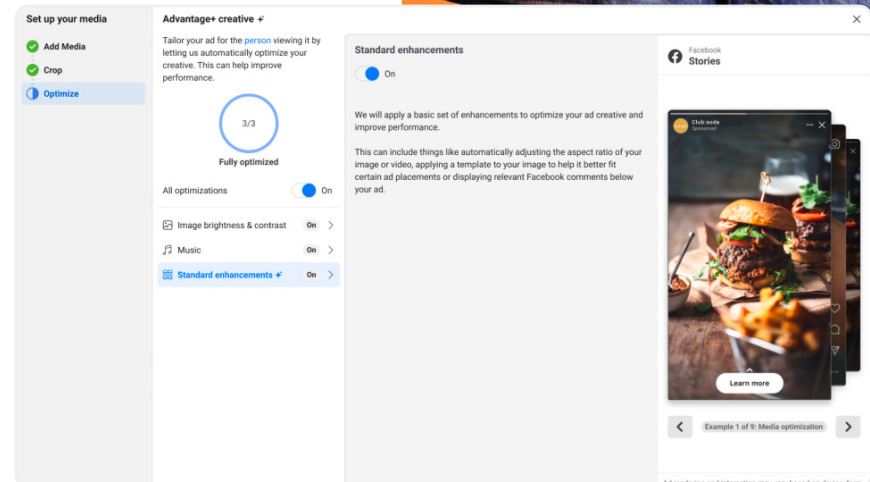 Set up your media
Add Media
Crop
Optimize
Advantage+ creative
Tailor your ad for the person viewing it by
letting us automatically optimize your
creative. This can help improve
performance.
3/3
Fully optimized
All optimizations
On
Image brightness & contrast
On
Music
On
Standard enhancements
On
Standard enhancements
On
We will apply a basic set of enhancements to optimize your ad creative and
improve performance.
This can include things like automatically adjusting the aspect ratio of your
image or video, applying a template to your image to help it better fit
certain ad placements or displaying relevant Facebook comments below
your ad.
Facebook
Stories
Club:soda
Sponsored
Learn more
Example 1 of 9: Media optimization